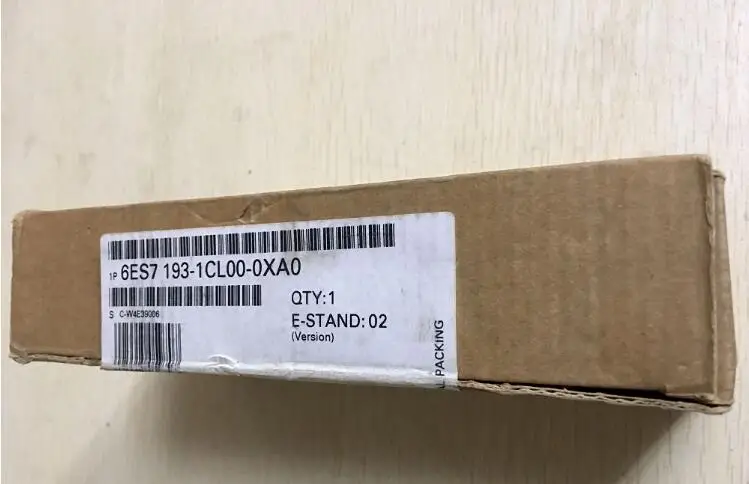 1P 6ES7 193-1CL00-0XA0
S C-W4E39006
QTY:1
E-STAND: 02
(Version)
PACKING